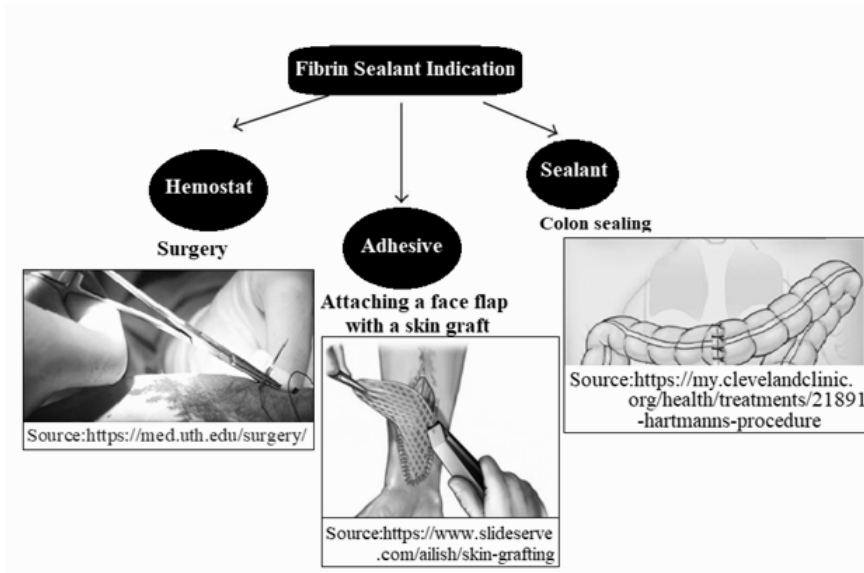 Fibrin Sealant Indication
Hemostat
Surgery
Source:https://med.uth.edu/surgery/
Adhesive
Attaching a face flap
with a skin graft
Source:https://www.slideserve
.com/ailish/skin-grafting
Sealant
Colon sealing
Source:https://my.clevelandclinic.
org/health/treatments/21891
-hartmanns-procedure